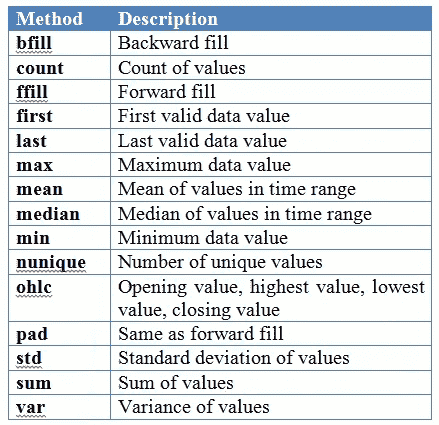 Method Description
bfill Backward fill
count Count of values
ffill Forward fill
first First valid data value
last Last valid data value
max Maximum data value
mean Mean of values in time range
median Median of values in time range
min Minimum data value
nunique Number of unique values
ohlc Opening value, highest value, lowest
value, closing value
pad Same as forward fill
std Standard deviation of values
sum Sum of values
var Variance of values